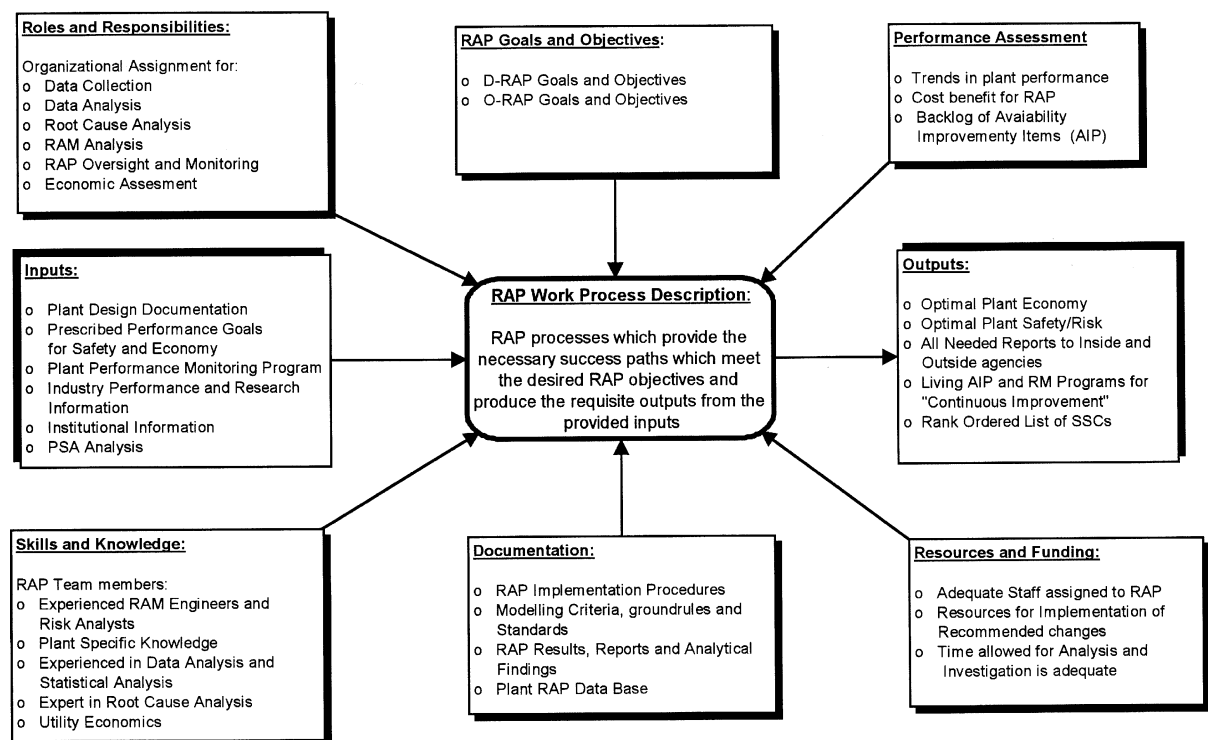 Roles and Responsibilities:
Organizational Assignment for:
o Data Collection
o Data Analysis
o Root Cause Analysis
o RAM Analysis
o RAP Oversight and Monitoring
o Economic Assesment
RAP Goals and Objectives:
o D-RAP Goals and Objectives
o O-RAP Goals and Objectives
Performance Assessment
o Trends in plant performance
o Cost benefit for RAP
o Backlog of Avaiability
Improvementy Items (AIP)
Inputs:
o Plant Design Documentation
o Prescribed Performance Goals
for Safety and Economy
o Plant Performance Monitoring Program
o Industry Performance and Research
Information
o Institutional Information
o PSA Analysis
RAP Work Process Description:
RAP processes which provide the
necessary success paths which meet
the desired RAP objectives and
produce the requisite outputs from the
provided inputs
Outputs:
o Optimal Plant Economy
o Optimal Plant Safety/Risk
o All Needed Reports to Inside and
Outside agencies
o Living AIP and RM Programs for
"Continuous Improvement"
o Rank Ordered List of SSCs
Skills and Knowledge:
RAP Team members:
o Experienced RAM Engineers and
Risk Analysts
o Plant Specific Knowledge
o Experienced in Data Analysis and
Statistical Analysis
o Expert in Root Cause Analysis
o Utility Economics
Documentation:
o RAP Implementation Procedures
o Modelling Criteria, groundrules and
Standards
o RAP Results, Reports and Analytical
Findings
o Plant RAP Data Base
Resources and Funding:
o Adequate Staff assigned to RAP
o Resources for Implementation of
Recommended changes
o Time allowed for Analysis and
Investigation is adequate